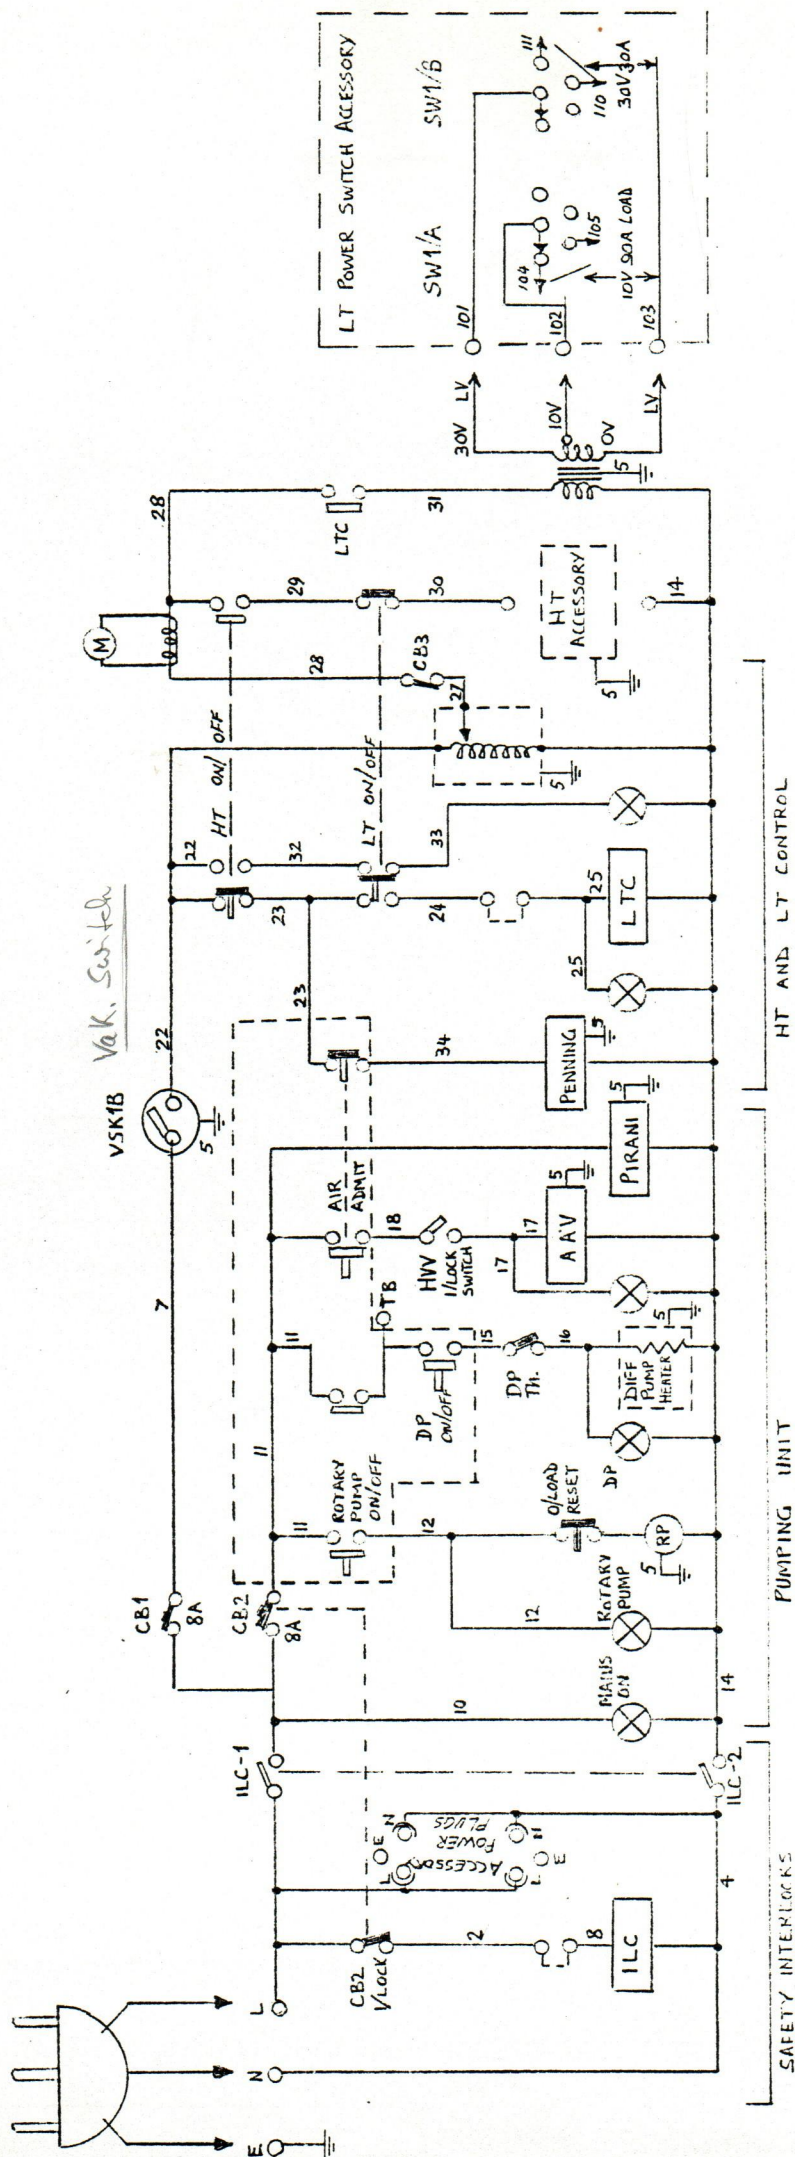 LT POWER SWITCH ACCESSORY
SW1/A
SW1/B
101
102
103
104
105
110
111
10V 90A LOAD
30V 30A
30V
LV
10V
0V
LV
5
28
31
LTC
M
29
30
HT ACCESSORY
5
14
28
CB3
27
5
HT ON/OFF
LT ON/OFF
22
32
33
23
24
25
LTC
25
23
Vak. Switch
22
VSK1B
5
34
PENNING
5
PIRANI
5
AIR ADMIT
18
HVV
I/LOCK SWITCH
17
17
AAV
5
7
11
TB
DP ON/OFF
15
DP Th.
16
DIFF PUMP HEATER
5
DP
11
11
ROTARY PUMP ON/OFF
12
O/LOAD RESET
RP
5
12
ROTARY PUMP
CB1
8A
CB2
8A
10
MAINS ON
14
ILC-1
ILC-2
L
E
N
ACCESSORY
POWER
PLUGS
L
E
N
CB2
I/LOCK
2
8
ILC
4
L
N
E
SAFETY INTERLOCKS
PUMPING UNIT
HT AND LT CONTROL